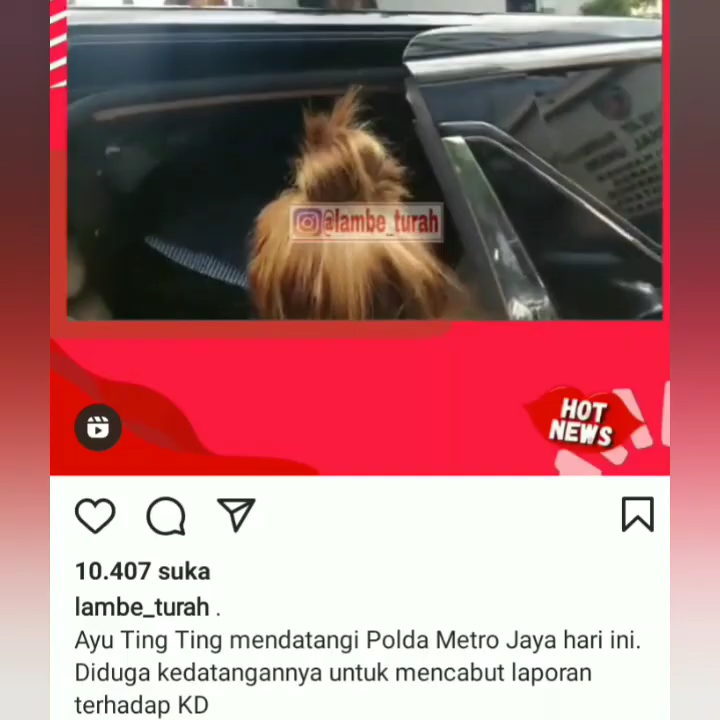 @lambe_turah
HOT
NEWS
10.407 suka
lambe_turah .
Ayu Ting Ting mendatangi Polda Metro Jaya hari ini.
Diduga kedatangannya untuk mencabut laporan
terhadap KD